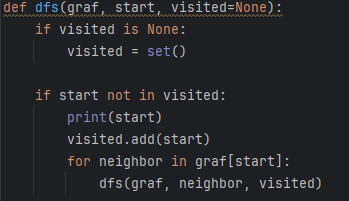 def dfs(graf, start, visited=None):
    if visited is None:
        visited = set()

    if start not in visited:
        print(start)
        visited.add(start)
        for neighbor in graf[start]:
            dfs(graf, neighbor, visited)